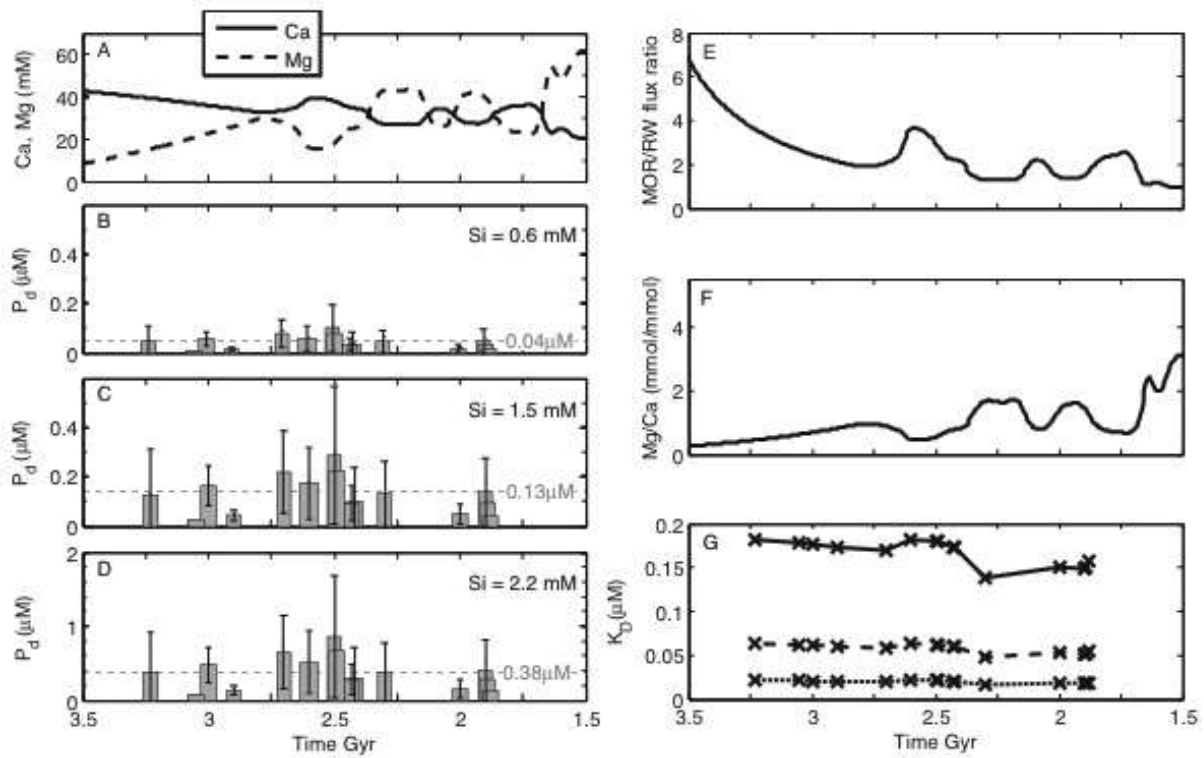 Ca
Mg
A
Ca, Mg (mM)
60
40
20
0
B
Si = 0.6 mM
P_d (μM)
0.4
0.2
0
0.04μM
C
Si = 1.5 mM
P_d (μM)
0.4
0.2
0
0.13μM
D
Si = 2.2 mM
P_d (μM)
2
1
0
0.38μM
3.5 3 2.5 2 1.5
Time Gyr
E
MOR/RW flux ratio
8
6
4
2
0
F
Mg/Ca (mmol/mmol)
4
2
0
G
K_D(μM)
0.2
0.15
0.1
0.05
0
3.5 3 2.5 2 1.5
Time Gyr